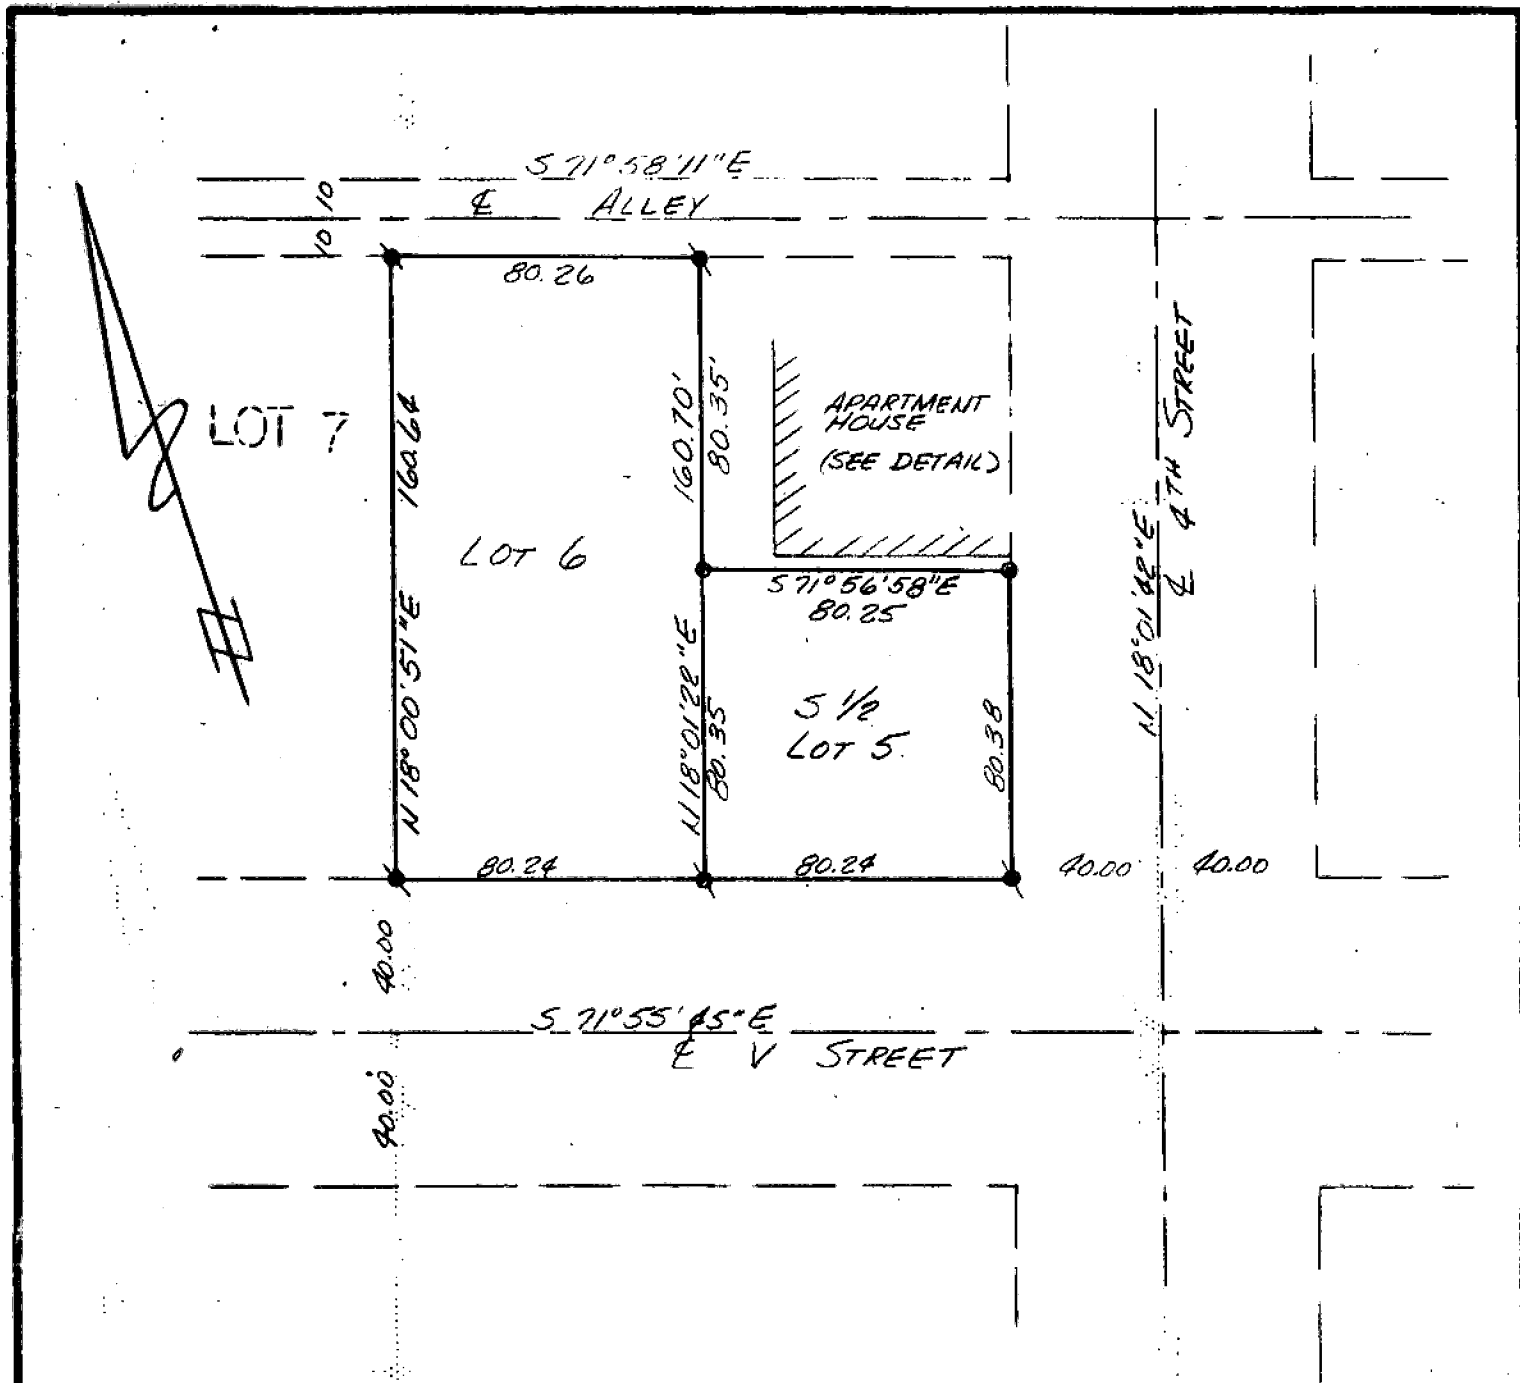 S 71°58'11"E
10
℄ ALLEY
10
80.26
LOT 7
160.64
N 18°00'51"E
LOT 6
160.70'
80.35'
N 18°01'22"E
80.35
APARTMENT
HOUSE
(SEE DETAIL)
S 71°56'58"E
80.25
S 1/2
LOT 5
80.38
80.24
80.24
40.00
40.00
℄ 4TH STREET
40.00
S 71°55'45"E
℄ V STREET
40.00